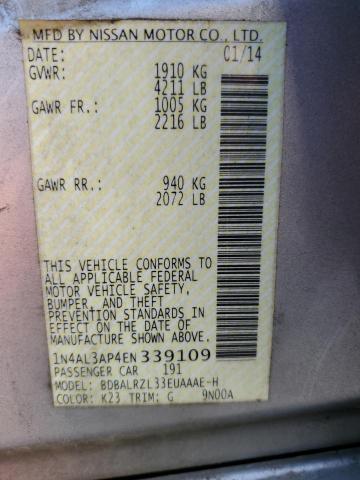 MFD BY NISSAN MOTOR CO., LTD.
DATE: 01/14
GVWR: 1910 KG
4211 LB
GAWR FR.: 1005 KG
2216 LB
GAWR RR.: 940 KG
2072 LB
THIS VEHICLE CONFORMS TO
ALL APPLICABLE FEDERAL
MOTOR VEHICLE SAFETY,
BUMPER, AND THEFT
PREVENTION STANDARDS IN
EFFECT ON THE DATE OF
MANUFACTURE SHOWN ABOVE.
1N4AL3AP4EN 339109
PASSENGER CAR 191
MODEL: BDBALRZL33EUAAAE-H
COLOR: K23 TRIM: G 9N00A